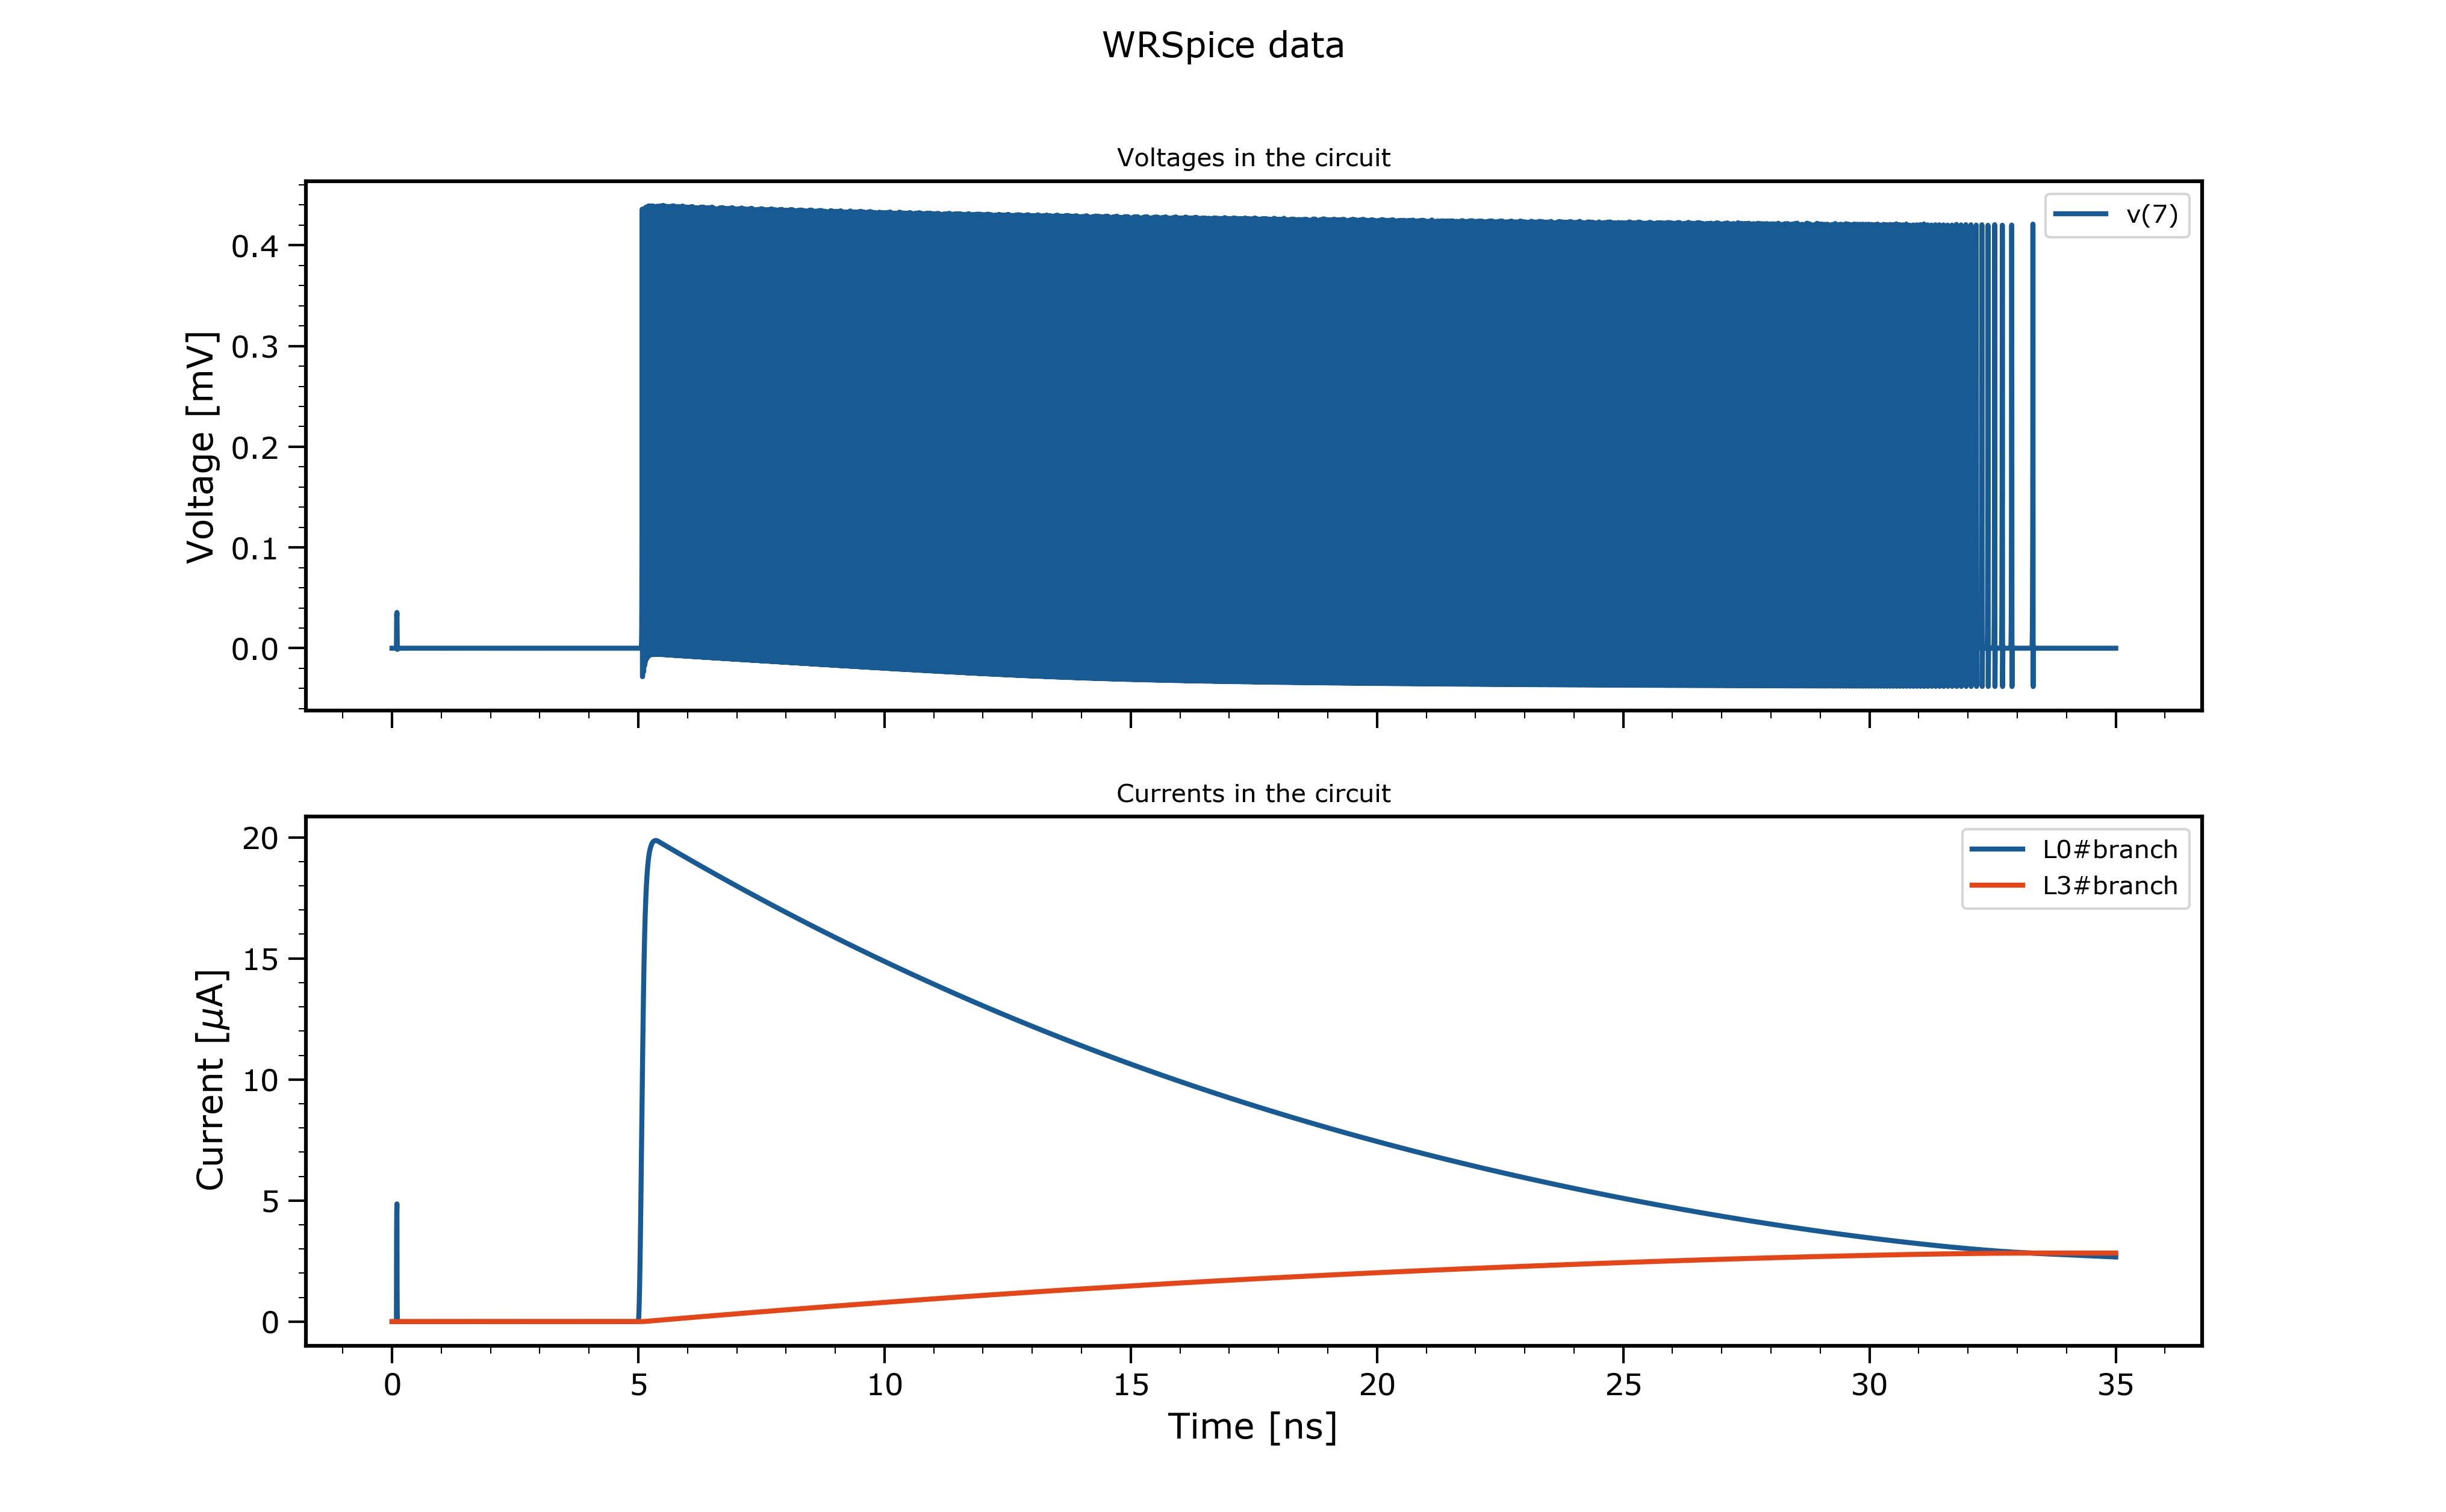 WRSpice data
Voltages in the circuit
v(7)
Voltage [mV]
0.4
0.3
0.2
0.1
0.0
Currents in the circuit
L0#branch
L3#branch
Current [μA]
20
15
10
5
0
0 5 10 15 20 25 30 35
Time [ns]